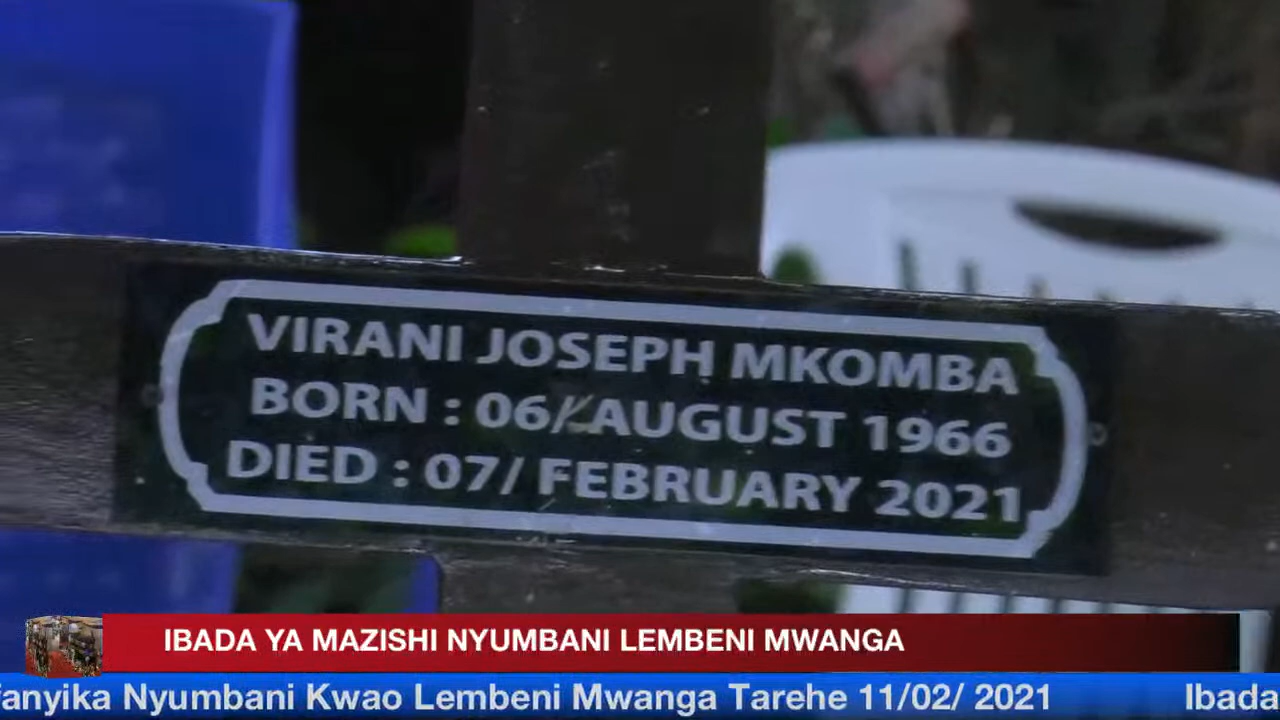 VIRANI JOSEPH MKOMBA
BORN : 06/ AUGUST 1966
DIED : 07/ FEBRUARY 2021
IBADA YA MAZISHI NYUMBANI LEMBENI MWANGA
fanyika Nyumbani Kwao Lembeni Mwanga Tarehe 11/02/ 2021 Ibada